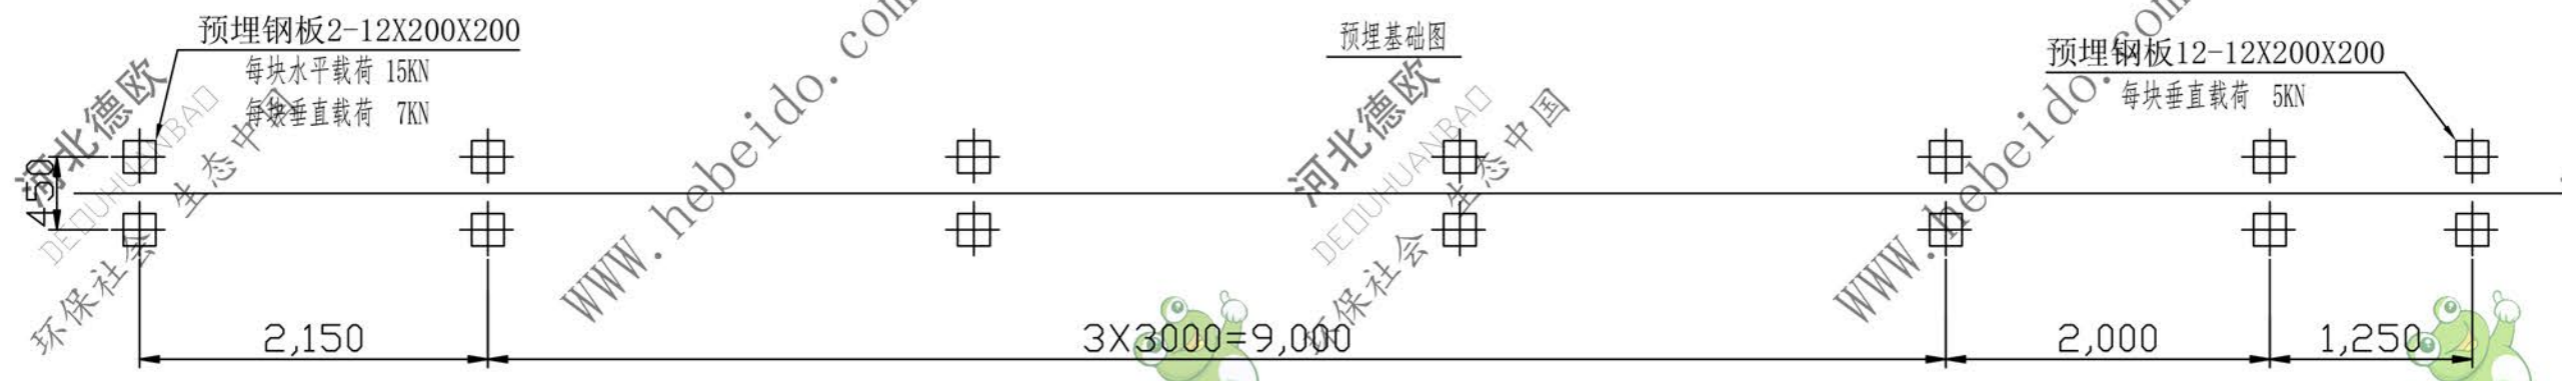 预埋钢板2-12X200X200
每块水平载荷 15KN
每块垂直载荷 7KN
预埋基础图
预埋钢板12-12X200X200
每块垂直载荷 5KN
450
2,150
3X3000=9,000
2,000
1,250
河北德欧
DEOUHUANBAO
环保社会 生态中国
WWW.hebeido.com
河北德欧
DEOUHUANBAO
环保社会 生态中国
WWW.hebeido.com